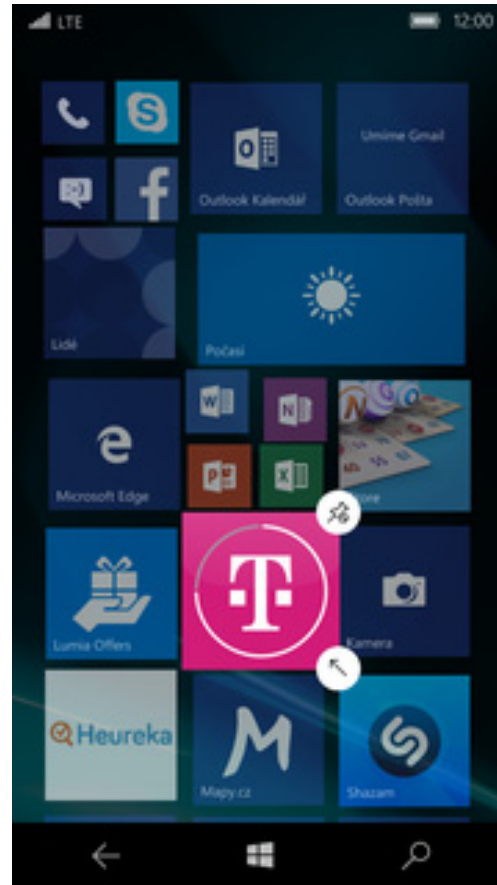 LTE
12:00
Umíme Gmail
Outlook Kalendář
Outlook Pošta
Lidé
Počasí
Microsoft Edge
Lumia Offers
T
Kamera
Heureka
Mapy.cz
Shazam